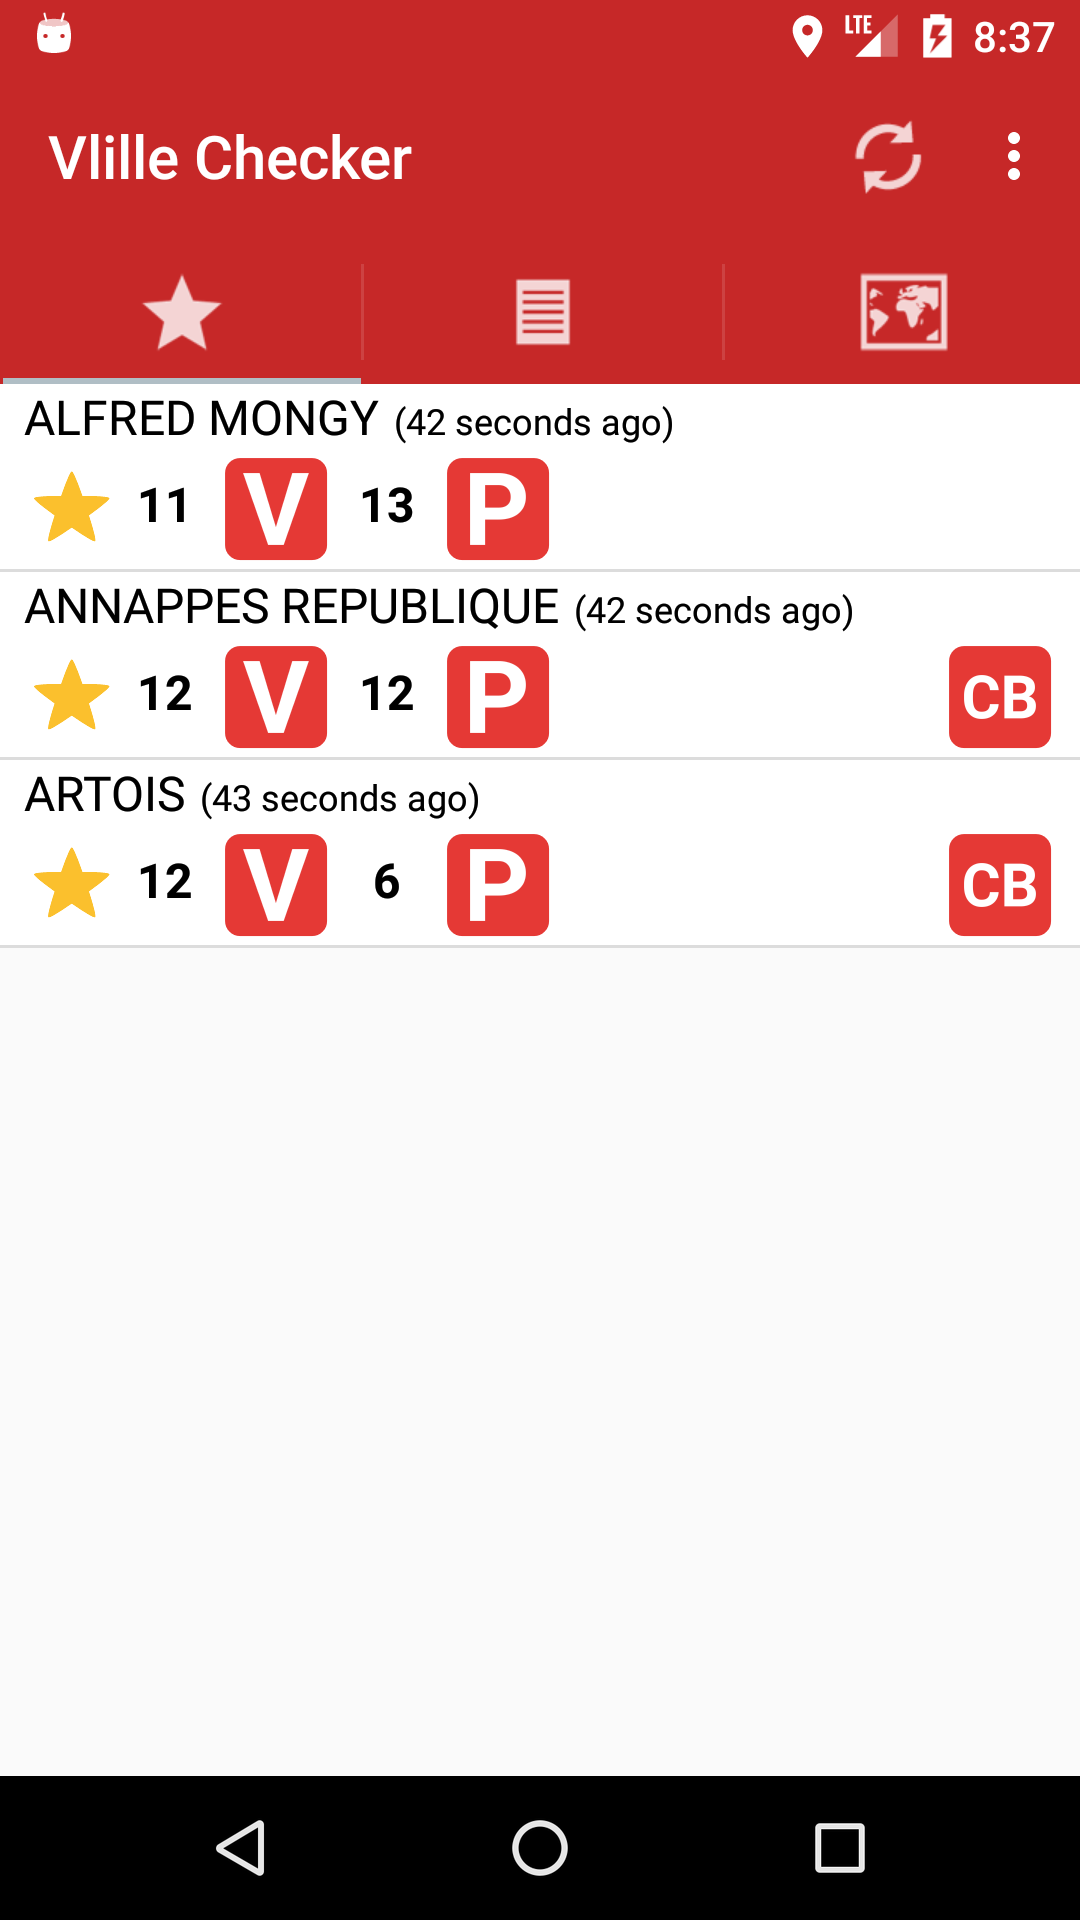 LTE 8:37
Vlille Checker
ALFRED MONGY (42 seconds ago)
11 V 13 P
ANNAPPES REPUBLIQUE (42 seconds ago)
12 V 12 P CB
ARTOIS (43 seconds ago)
12 V 6 P CB